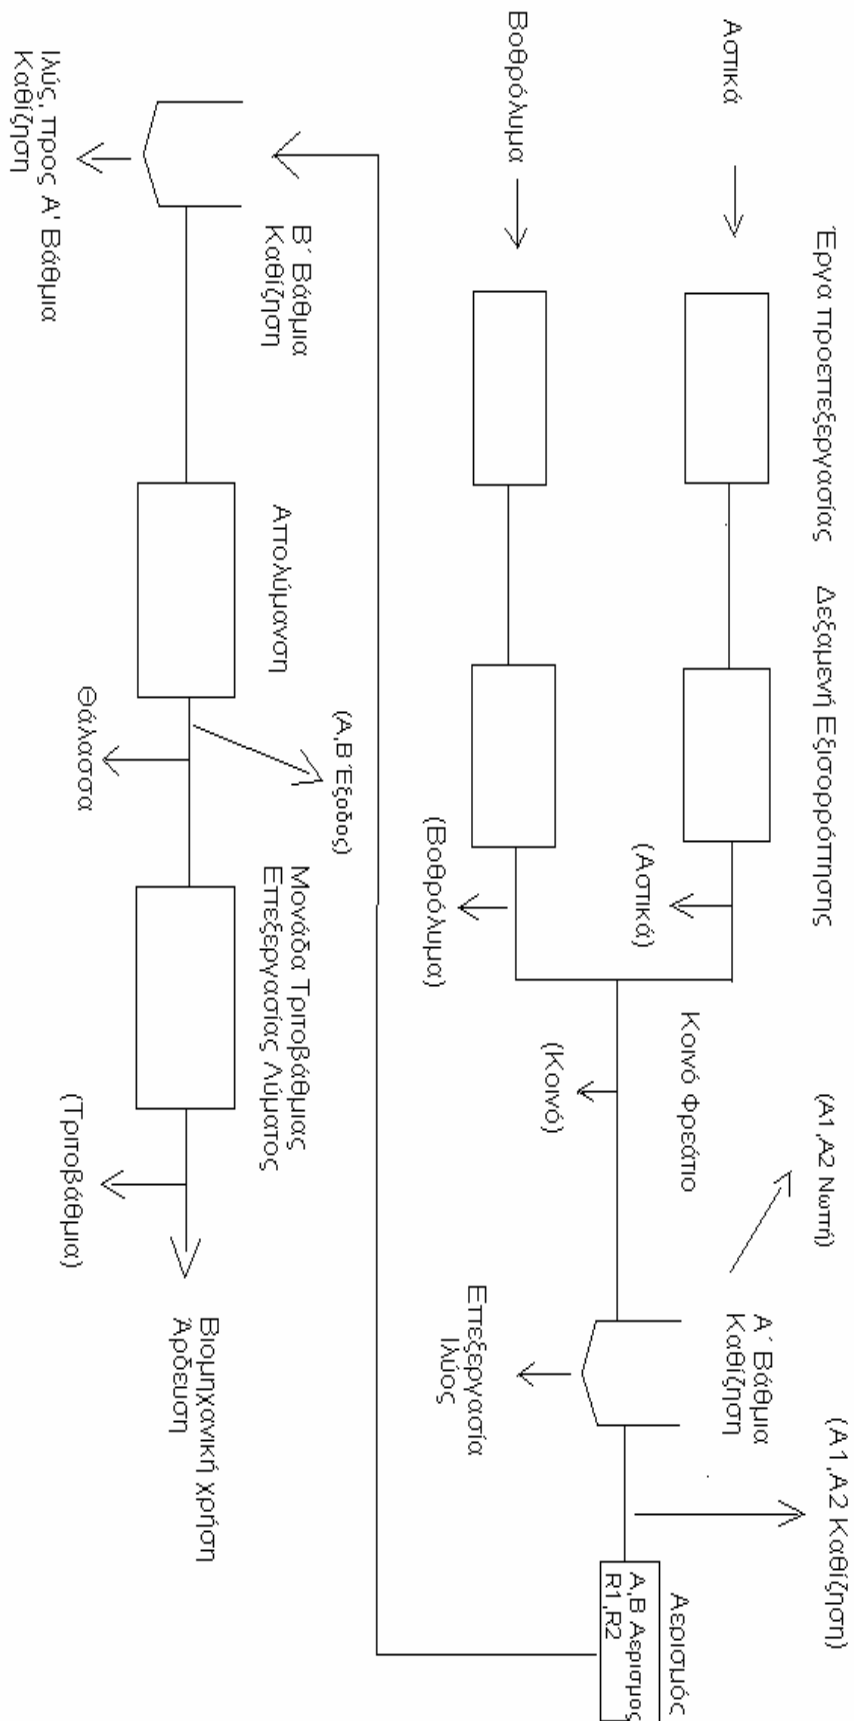 Αστικά
Έργα προεπεξεργασίας
Δεξαμενή Εξισορρόπησης
(Αστικά)
Κοινό Φρεάτιο
(Α1,Α2 Νωπή)
Α΄ Βάθμια
Καθίζηση
(Α1,Α2 Καθίζηση)
Αερισμός
Α,Β Αερισμος
R1,R2
Βοθρόλυμα
(Βοθρόλυμα)
(Κοινό)
Επεξεργασία
Ιλύος
Β΄ Βάθμια
Καθίζηση
Απολύμανση
(Α,Β Έξοδος)
Μονάδα Τριτοβάθμιας
Επεξεργασίας Λύματος
Βιομηχανική χρήση
Άρδευση
Ιλύς, προς Α' Βάθμια
Καθίζηση
Θάλασσα
(Τριτοβάθμια)